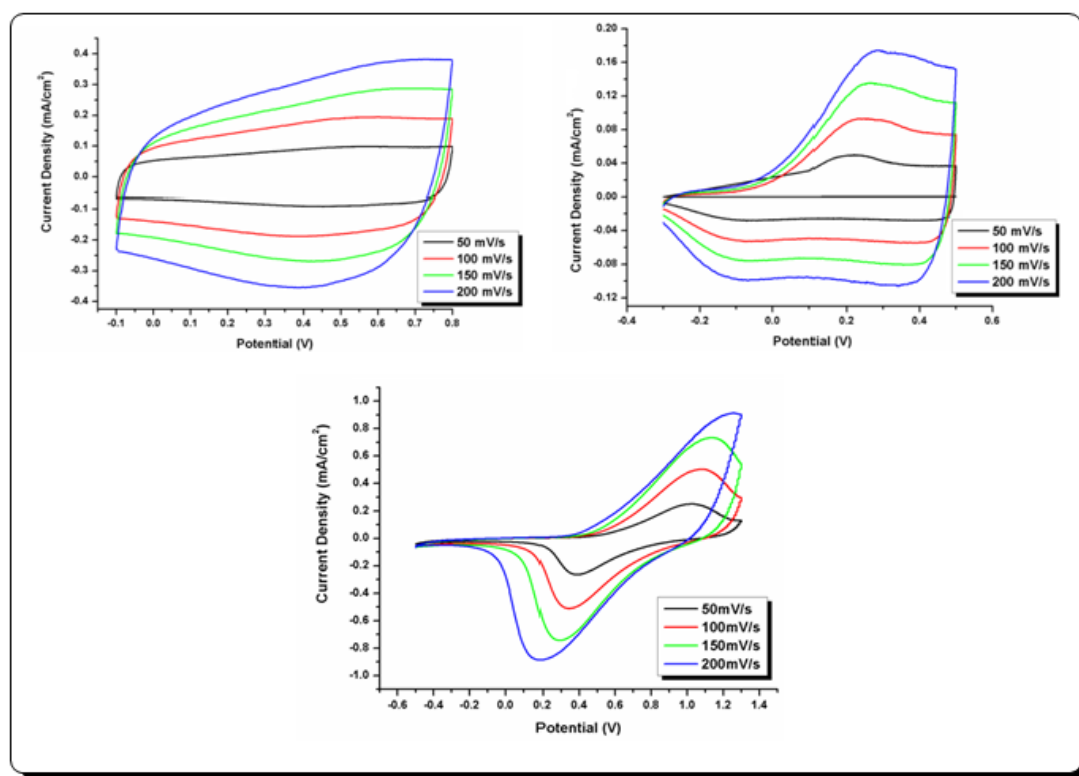 Current Density (mA/cm²)
0.4
0.3
0.2
0.1
0.0
-0.1
-0.2
-0.3
-0.4
-0.1 0.0 0.1 0.2 0.3 0.4 0.5 0.6 0.7 0.8
Potential (V)
50 mV/s
100 mV/s
150 mV/s
200 mV/s
Current Density (mA/cm²)
0.20
0.16
0.12
0.08
0.04
0.00
-0.04
-0.08
-0.12
-0.4 -0.2 0.0 0.2 0.4 0.6
Potential (V)
50 mV/s
100 mV/s
150 mV/s
200 mV/s
Current Density (mA/cm²)
1.0
0.8
0.6
0.4
0.2
0.0
-0.2
-0.4
-0.6
-0.8
-1.0
-0.6 -0.4 -0.2 0.0 0.2 0.4 0.6 0.8 1.0 1.2 1.4
Potential (V)
50mV/s
100mV/s
150mV/s
200mV/s